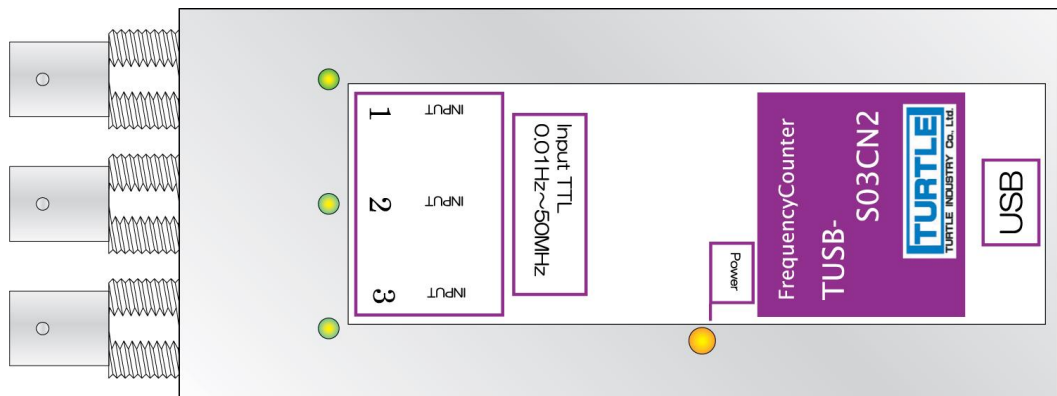 1
INPUT
2
INPUT
3
INPUT
Input TTL
0.01Hz～50MHz
Power
FrequencyCounter
TUSB-
S03CN2
TURTLE
TURTLE INDUSTRY Co., Ltd.
USB